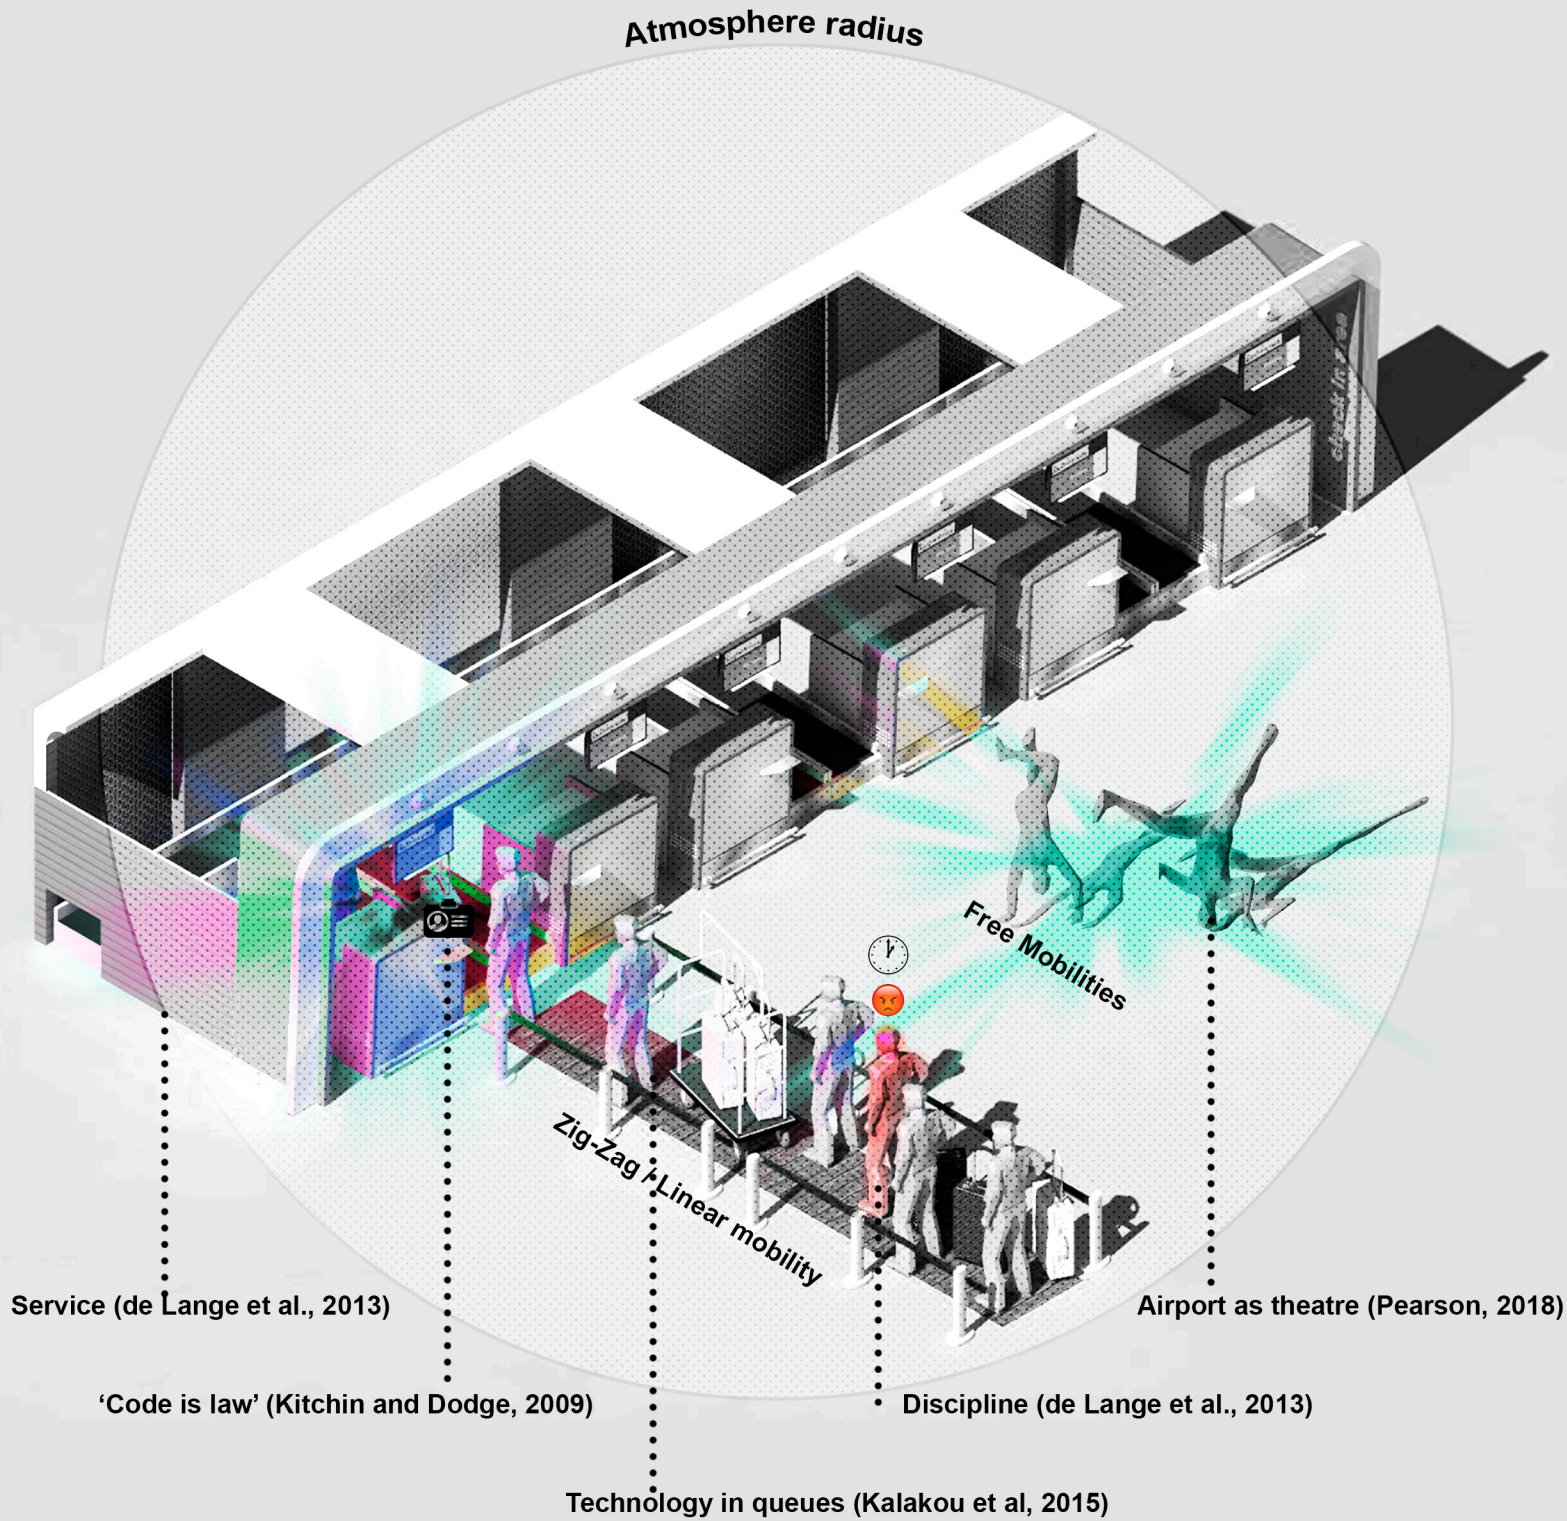 Atmosphere radius
check in
Free Mobilities
Zig-Zag / Linear mobility
Service (de Lange et al., 2013)
Airport as theatre (Pearson, 2018)
‘Code is law’ (Kitchin and Dodge, 2009)
Discipline (de Lange et al., 2013)
Technology in queues (Kalakou et al, 2015)